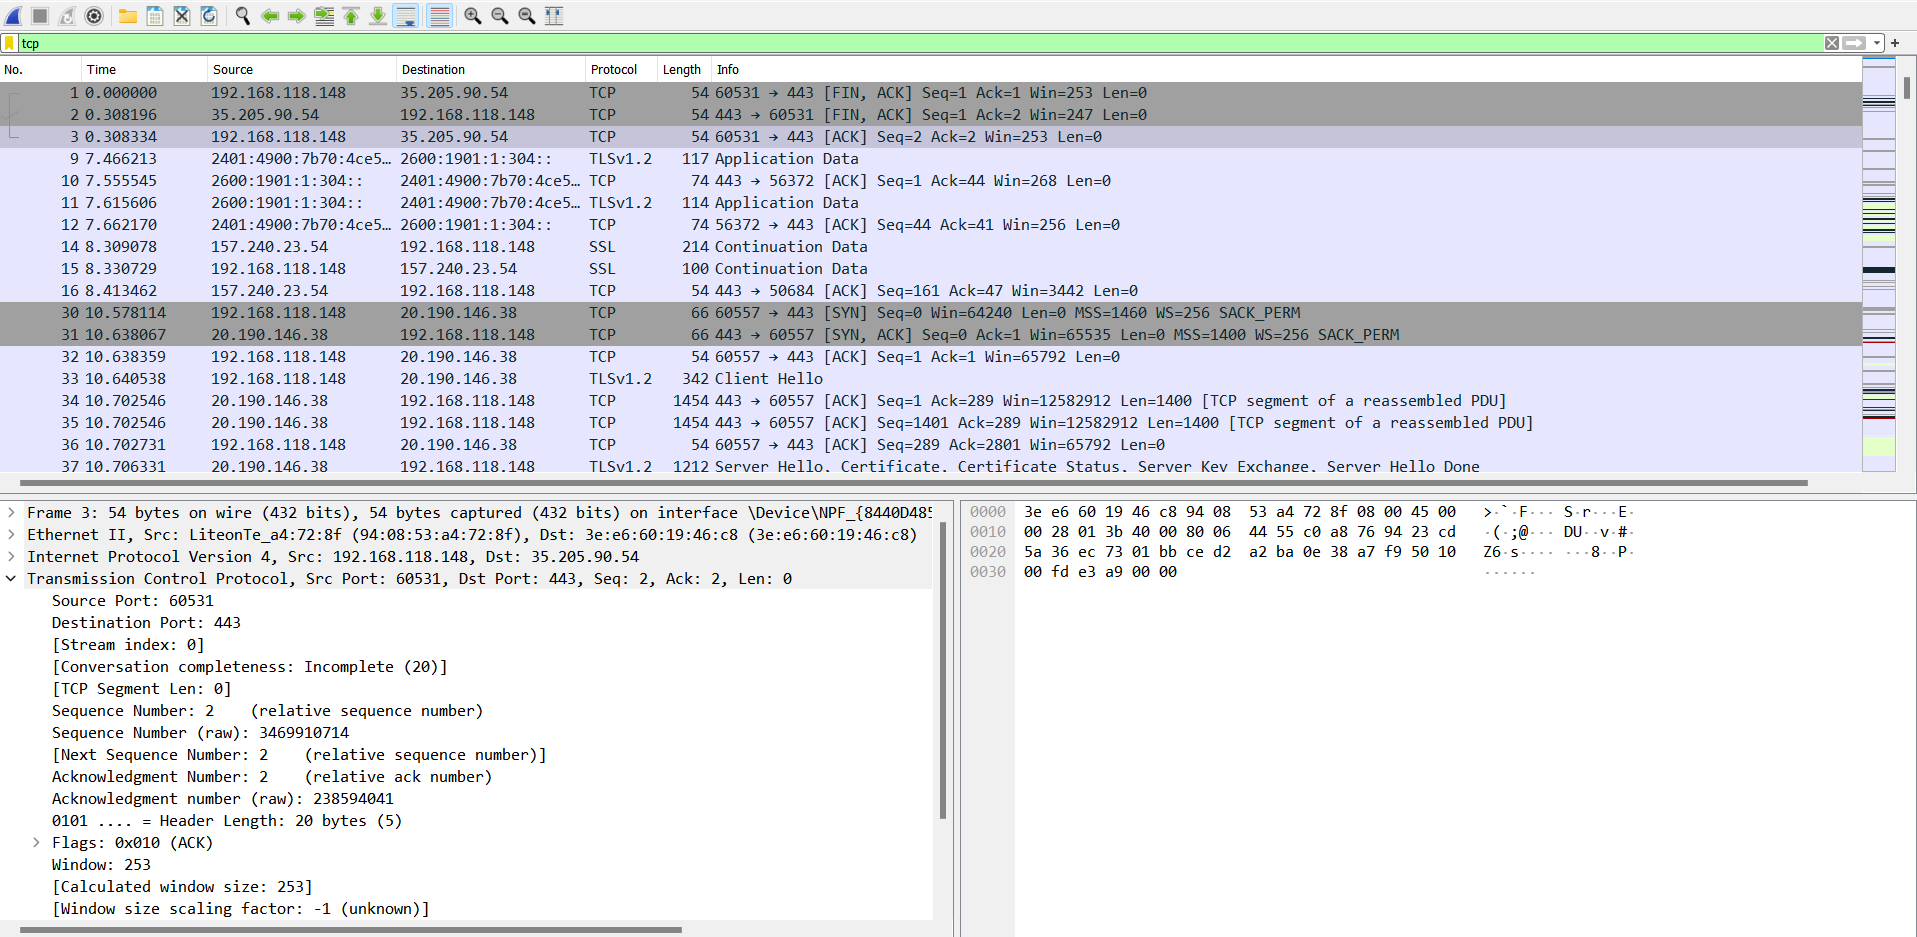 tcp
No. Time Source Destination Protocol Length Info
1 0.000000 192.168.118.148 35.205.90.54 TCP 54 60531 → 443 [FIN, ACK] Seq=1 Ack=1 Win=253 Len=0
2 0.308196 35.205.90.54 192.168.118.148 TCP 54 443 → 60531 [FIN, ACK] Seq=1 Ack=2 Win=247 Len=0
3 0.308334 192.168.118.148 35.205.90.54 TCP 54 60531 → 443 [ACK] Seq=2 Ack=2 Win=253 Len=0
9 7.466213 2401:4900:7b70:4ce5… 2600:1901:1:304:: TLSv1.2 117 Application Data
10 7.555545 2600:1901:1:304:: 2401:4900:7b70:4ce5… TCP 74 443 → 56372 [ACK] Seq=1 Ack=44 Win=268 Len=0
11 7.615606 2600:1901:1:304:: 2401:4900:7b70:4ce5… TLSv1.2 114 Application Data
12 7.662170 2401:4900:7b70:4ce5… 2600:1901:1:304:: TCP 74 56372 → 443 [ACK] Seq=44 Ack=41 Win=256 Len=0
14 8.309078 157.240.23.54 192.168.118.148 SSL 214 Continuation Data
15 8.330729 192.168.118.148 157.240.23.54 SSL 100 Continuation Data
16 8.413462 157.240.23.54 192.168.118.148 TCP 54 443 → 50684 [ACK] Seq=161 Ack=47 Win=3442 Len=0
30 10.578114 192.168.118.148 20.190.146.38 TCP 66 60557 → 443 [SYN] Seq=0 Win=64240 Len=0 MSS=1460 WS=256 SACK_PERM
31 10.638067 20.190.146.38 192.168.118.148 TCP 66 443 → 60557 [SYN, ACK] Seq=0 Ack=1 Win=65535 Len=0 MSS=1400 WS=256 SACK_PERM
32 10.638359 192.168.118.148 20.190.146.38 TCP 54 60557 → 443 [ACK] Seq=1 Ack=1 Win=65792 Len=0
33 10.640538 192.168.118.148 20.190.146.38 TLSv1.2 342 Client Hello
34 10.702546 20.190.146.38 192.168.118.148 TCP 1454 443 → 60557 [ACK] Seq=1 Ack=289 Win=12582912 Len=1400 [TCP segment of a reassembled PDU]
35 10.702546 20.190.146.38 192.168.118.148 TCP 1454 443 → 60557 [ACK] Seq=1401 Ack=289 Win=12582912 Len=1400 [TCP segment of a reassembled PDU]
36 10.702731 192.168.118.148 20.190.146.38 TCP 54 60557 → 443 [ACK] Seq=289 Ack=2801 Win=65792 Len=0
37 10.706331 20.190.146.38 192.168.118.148 TLSv1.2 1212 Server Hello, Certificate, Certificate Status, Server Key Exchange, Server Hello Done
Frame 3: 54 bytes on wire (432 bits), 54 bytes captured (432 bits) on interface \Device\NPF_{8440D485
Ethernet II, Src: LiteonTe_a4:72:8f (94:08:53:a4:72:8f), Dst: 3e:e6:60:19:46:c8 (3e:e6:60:19:46:c8)
Internet Protocol Version 4, Src: 192.168.118.148, Dst: 35.205.90.54
Transmission Control Protocol, Src Port: 60531, Dst Port: 443, Seq: 2, Ack: 2, Len: 0
Source Port: 60531
Destination Port: 443
[Stream index: 0]
[Conversation completeness: Incomplete (20)]
[TCP Segment Len: 0]
Sequence Number: 2 (relative sequence number)
Sequence Number (raw): 3469910714
[Next Sequence Number: 2 (relative sequence number)]
Acknowledgment Number: 2 (relative ack number)
Acknowledgment number (raw): 238594041
0101 .... = Header Length: 20 bytes (5)
Flags: 0x010 (ACK)
Window: 253
[Calculated window size: 253]
[Window size scaling factor: -1 (unknown)]
0000 3e e6 60 19 46 c8 94 08 53 a4 72 8f 08 00 45 00 >·`·F··· S·r···E·
0010 00 28 01 3b 40 00 80 06 44 55 c0 a8 76 94 23 cd ·(·;@··· DU··v·#·
0020 5a 36 ec 73 01 bb ce d2 a2 ba 0e 38 a7 f9 50 10 Z6·s···· ···8··P·
0030 00 fd e3 a9 00 00 ······